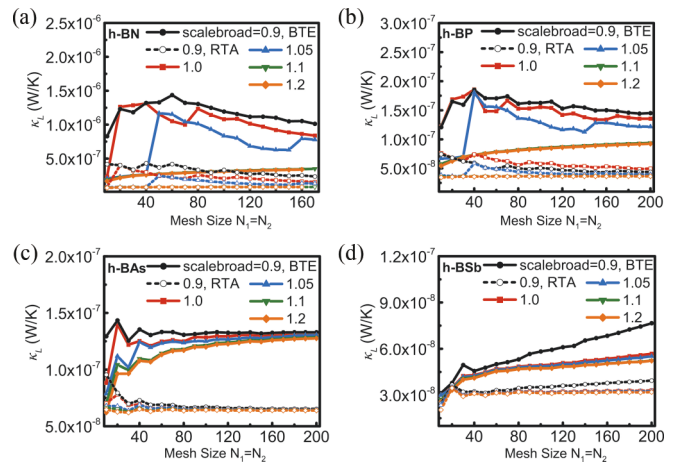 (a)
h-BN
scalebroad=0.9, BTE
0.9, RTA
1.05
1.0
1.1
1.2
2.5x10⁻⁶
2.0x10⁻⁶
1.5x10⁻⁶
1.0x10⁻⁶
5.0x10⁻⁷
κL (W/K)
40 80 120 160
Mesh Size N₁=N₂
(b)
h-BP
scalebroad=0.9, BTE
0.9, RTA
1.05
1.0
1.1
1.2
3.0x10⁻⁷
2.5x10⁻⁷
2.0x10⁻⁷
1.5x10⁻⁷
1.0x10⁻⁷
5.0x10⁻⁸
κL (W/K)
40 80 120 160 200
Mesh Size N₁=N₂
(c)
h-BAs
scalebroad=0.9, BTE
0.9, RTA
1.05
1.0
1.1
1.2
2.0x10⁻⁷
1.5x10⁻⁷
1.0x10⁻⁷
5.0x10⁻⁸
κL (W/K)
40 80 120 160 200
Mesh Size N₁=N₂
(d)
h-BSb
scalebroad=0.9, BTE
0.9, RTA
1.05
1.0
1.1
1.2
1.2x10⁻⁷
9.0x10⁻⁸
6.0x10⁻⁸
3.0x10⁻⁸
0.0
κL (W/K)
40 80 120 160 200
Mesh Size N₁=N₂